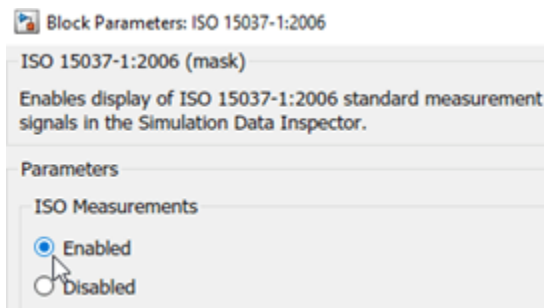 Block Parameters: ISO 15037-1:2006
ISO 15037-1:2006 (mask)
Enables display of ISO 15037-1:2006 standard measurement
signals in the Simulation Data Inspector.
Parameters
ISO Measurements
Enabled
Disabled